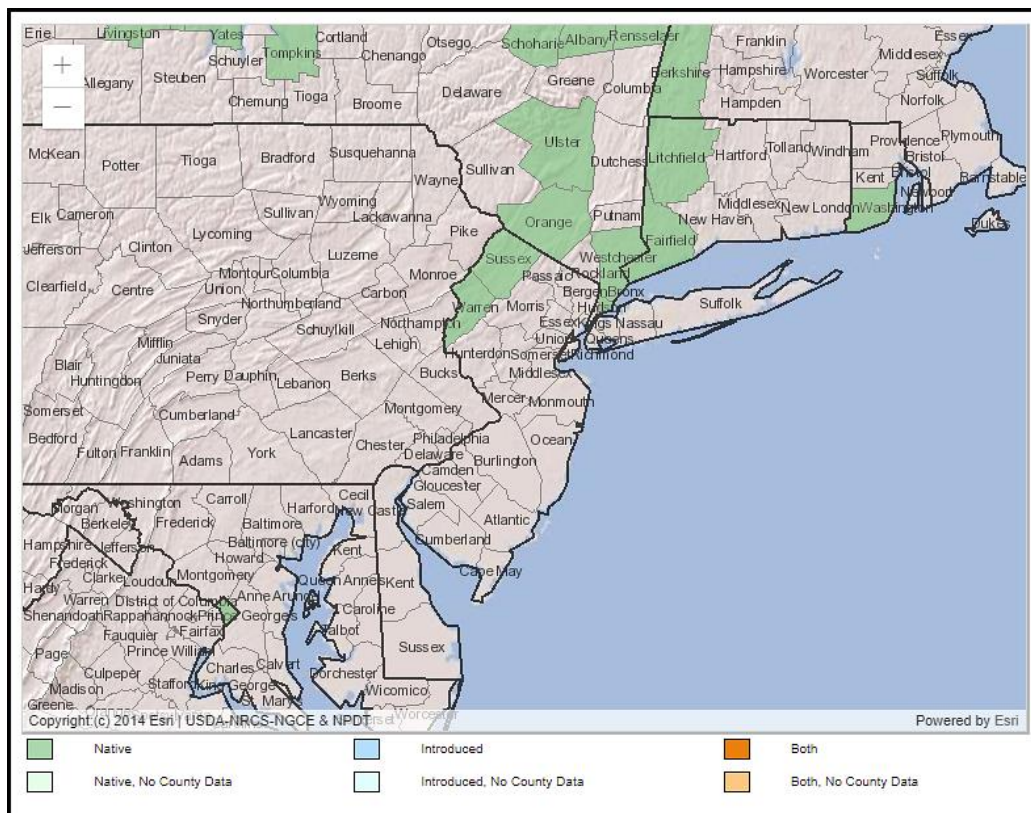 Erie Livingston Yates Cortland Otsego Schoharie Albany Rensselaer Franklin Middlesex Essex
+ Tompkins Chenango Berkshire Hampshire Worcester Suffolk
− Allegany Steuben Schuyler Greene Columbia
Chemung Tioga Broome Delaware Hampden Norfolk
McKean Potter Tioga Bradford Susquehanna Ulster Dutchess Litchfield Hartford Tolland Windham Providence Plymouth
Wayne Sullivan Kent Bristol Bristol Barnstable
Elk Cameron Sullivan Wyoming Lackawanna Orange Putnam Middlesex New London Washington Newport
Jefferson Clinton Lycoming Luzerne Pike Fairfield New Haven Dukes
Clearfield Centre Montour Columbia Monroe Sussex Passaic Westchester Rockland
Union Northumberland Carbon Warren Morris Bergen Bronx Suffolk
Snyder Schuylkill Northampton Essex Hudson Kings Nassau
Mifflin Lehigh Union Queens
Blair Juniata Hunterdon Somerset Richmond
Huntingdon Perry Dauphin Lebanon Berks Bucks Middlesex
Somerset Cumberland Montgomery Mercer Monmouth
Bedford Fulton Franklin Adams York Lancaster Chester Philadelphia Ocean
Delaware Camden Burlington
Morgan Washington Carroll Harford Cecil New Castle Gloucester
Berkeley Frederick Baltimore Salem Atlantic
Hampshire Jefferson Baltimore (city) Cumberland
Frederick Howard Kent
Hardy Clarke Loudoun Montgomery Queen Annes Kent Cape May
Warren District of Columbia Anne Arundel
Shenandoah Rappahannock Prince Georges Caroline
Fauquier Fairfax Talbot
Page Prince William Charles Calvert Sussex
Culpeper Stafford King George Dorchester
Madison St. Mary's Wicomico
Greene Worcester
Copyright (c) 2014 Esri | USDA-NRCS-NGCE & NPDT Powered by Esri
Native Introduced Both
Native, No County Data Introduced, No County Data Both, No County Data